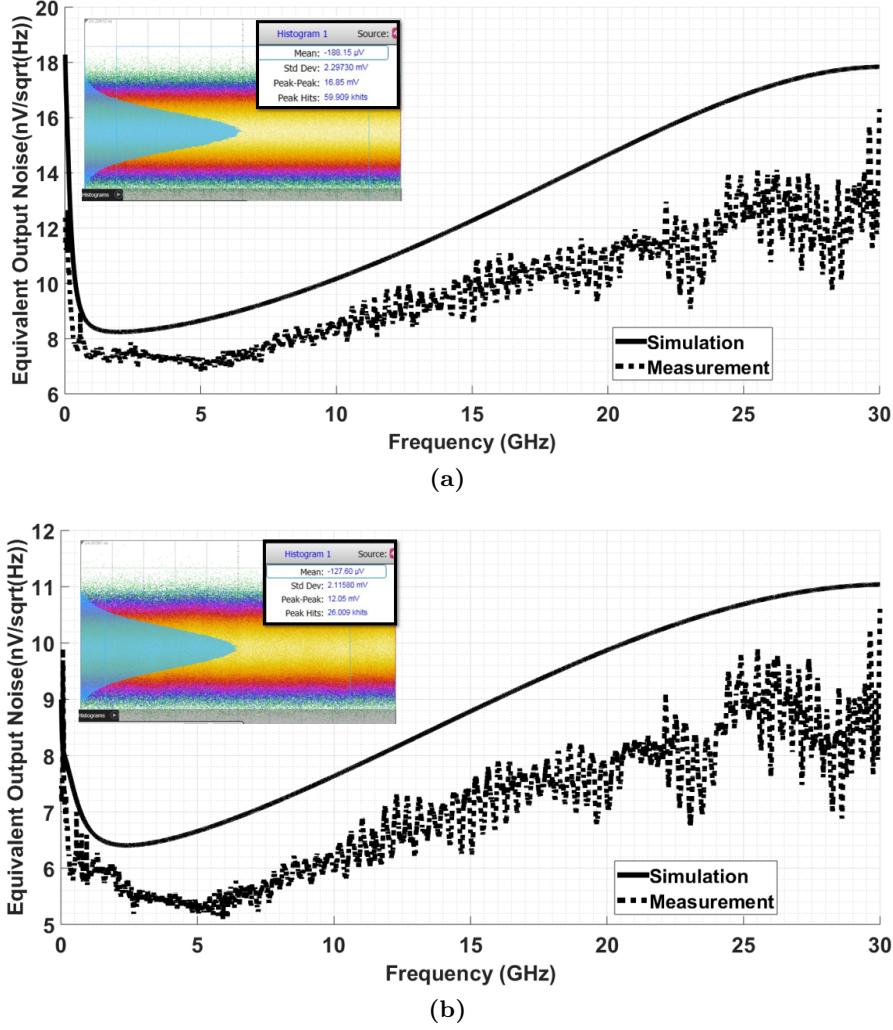 20
18
16
14
12
10
8
6
Equivalent Output Noise(nV/sqrt(Hz)
Histogram 1 Source:
Mean: -188.15 µV
Std Dev: 2.29730 mV
Peak-Peak: 16.85 mV
Peak Hits: 59.909 khits
Histograms
Simulation
Measurement
0 5 10 15 20 25 30
Frequency (GHz)
(a)
12
11
10
9
8
7
6
5
Equivalent Output Noise(nV/sqrt(Hz)
Histogram 1 Source:
Mean: -127.60 µV
Std Dev: 2.11580 mV
Peak-Peak: 12.05 mV
Peak Hits: 26.009 khits
Histograms
Simulation
Measurement
0 5 10 15 20 25 30
Frequency (GHz)
(b)